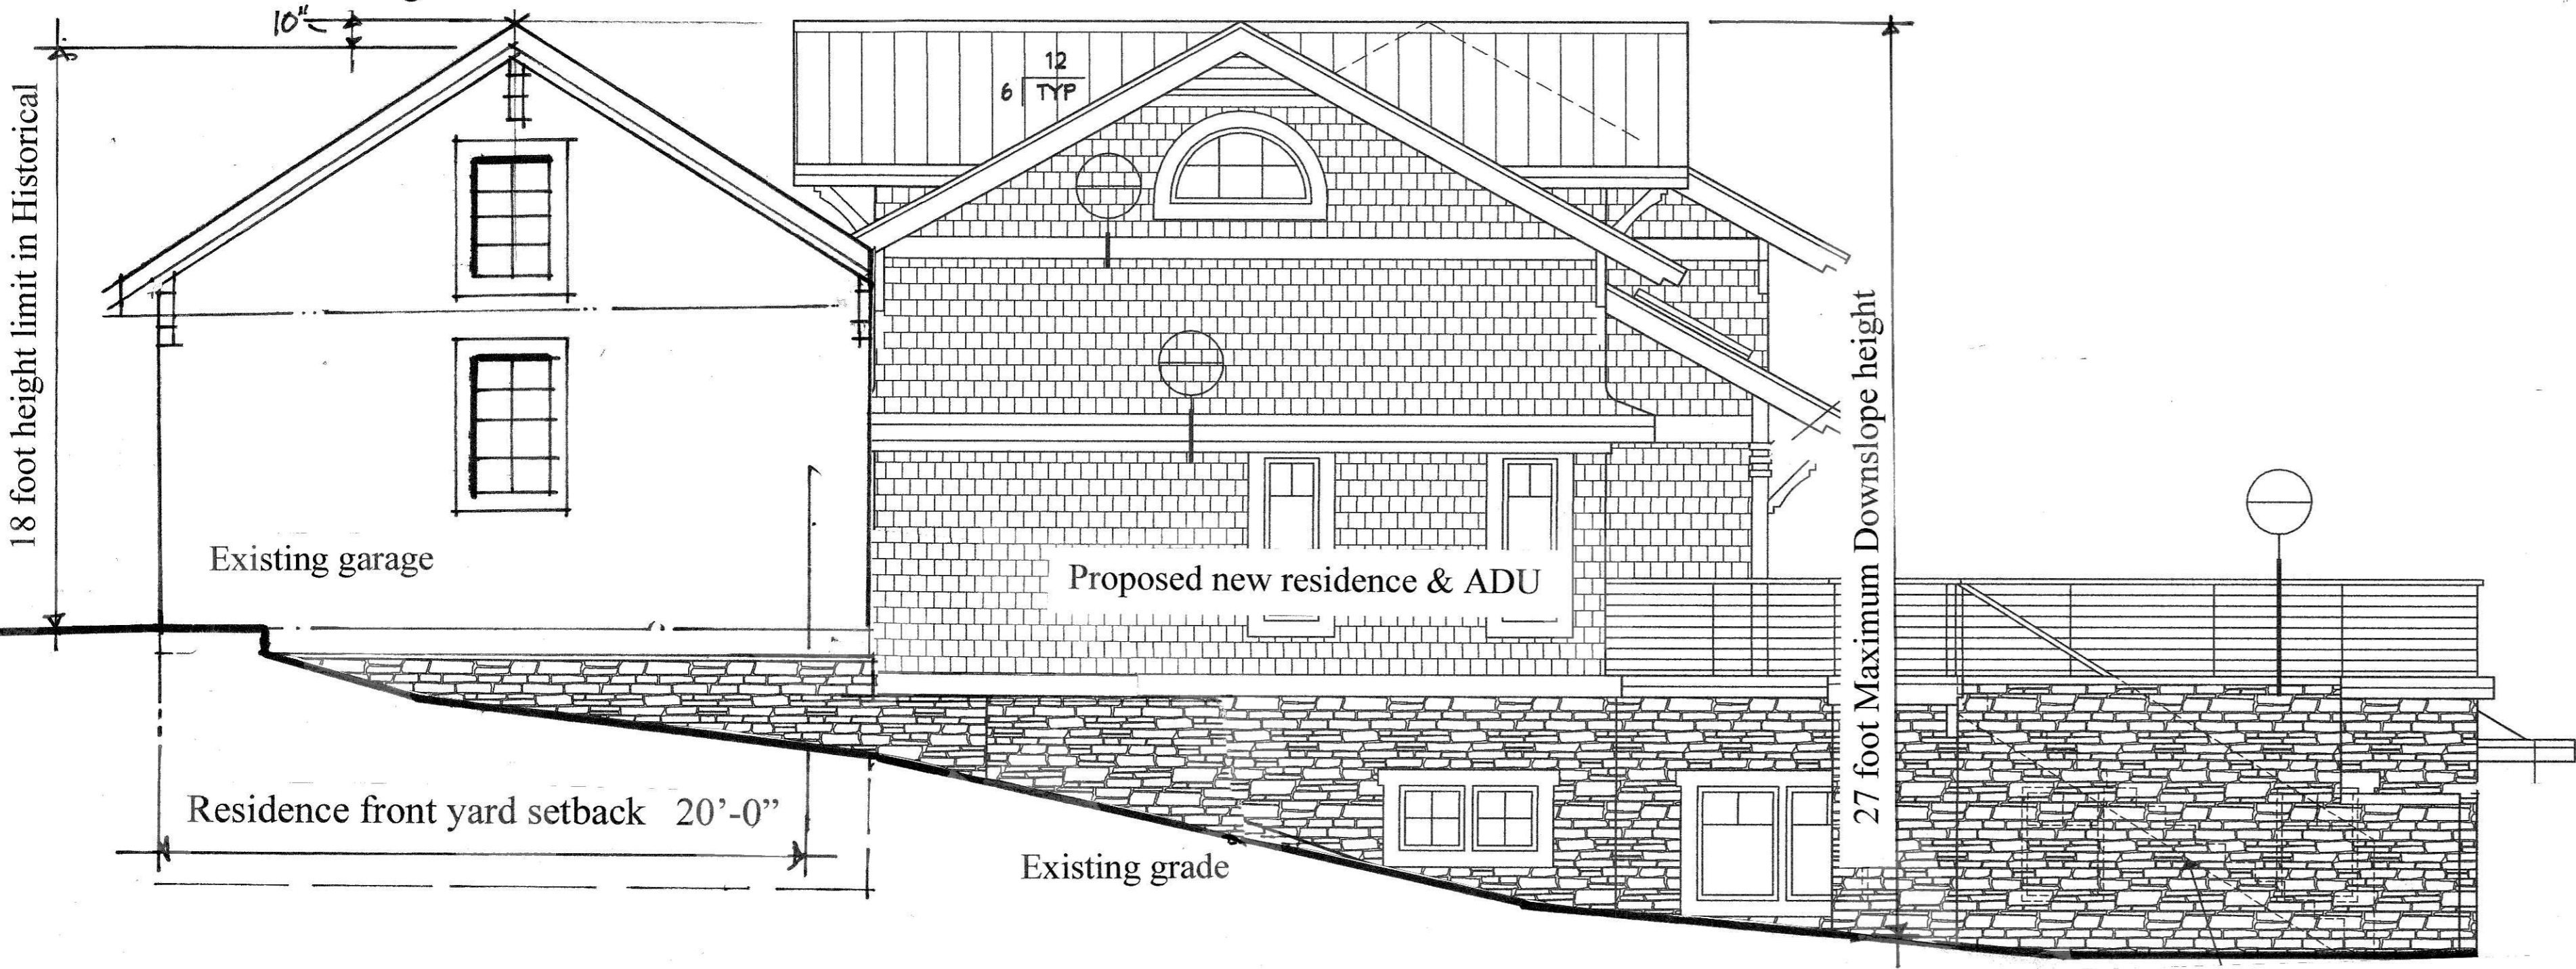 10"
18 foot height limit in Historical
12
6 TYP
Existing garage
Proposed new residence & ADU
27 foot Maximum Downslope height
Residence front yard setback 20’-0”
Existing grade